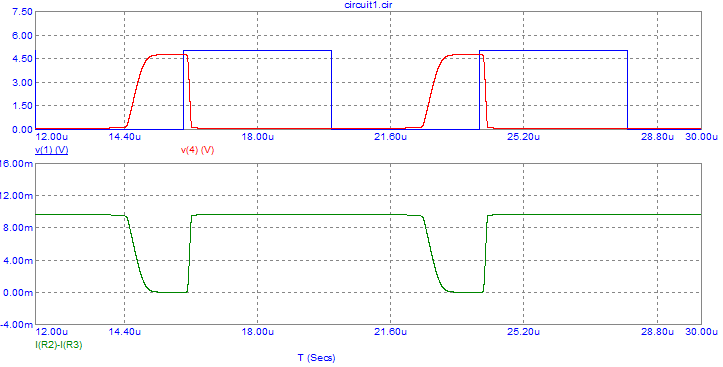 circuit1.cir
7.50
6.00
4.50
3.00
1.50
0.00
12.00u 14.40u 18.00u 21.60u 25.20u 28.80u 30.00u
v(1) (V) v(4) (V)
16.00m
12.00m
8.00m
4.00m
0.00m
-4.00m
12.00u 14.40u 18.00u 21.60u 25.20u 28.80u 30.00u
I(R2)-I(R3)
T (Secs)